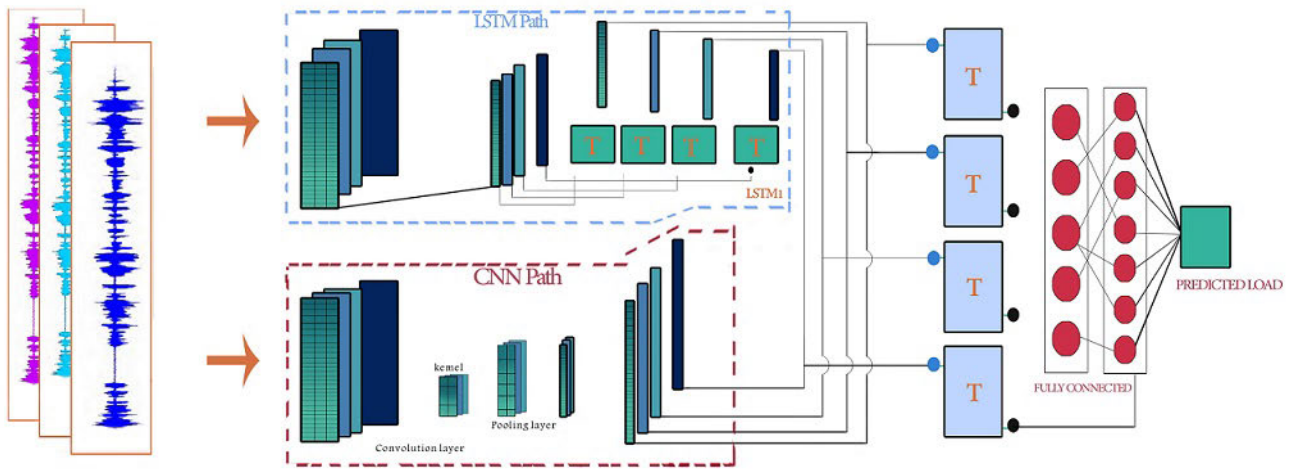 LSTM Path
T
T T T T
LSTM1
T
T
T
CNN Path
kernel
Pooling layer
Convolution layer
FULLY CONNECTED
PREDICTED LOAD